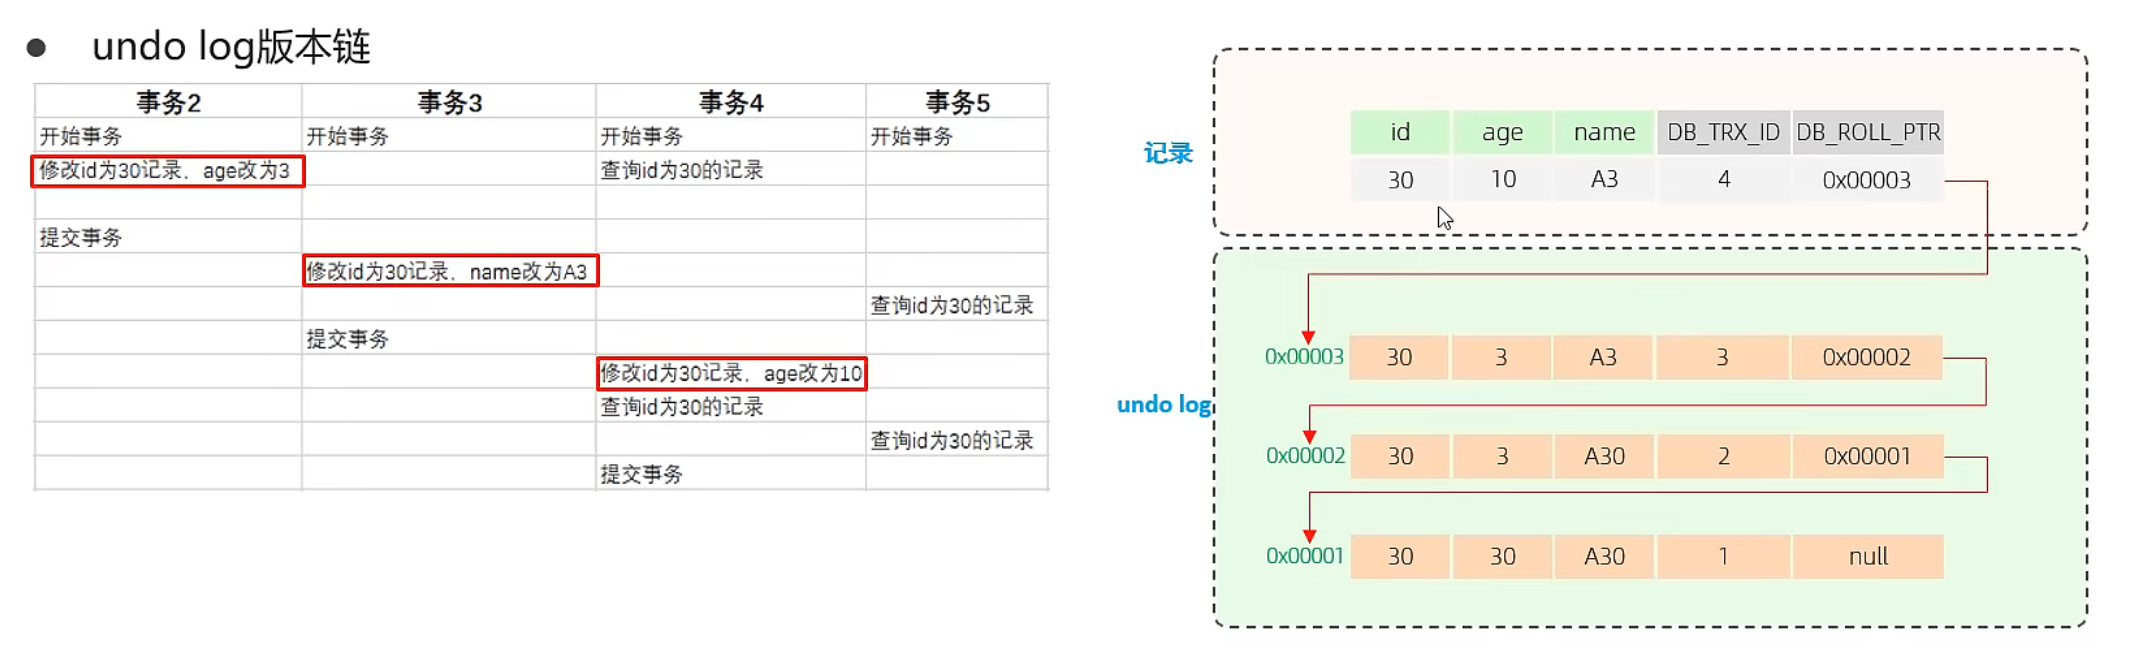 ● undo log版本链
事务2 事务3 事务4 事务5
开始事务 开始事务 开始事务 开始事务
修改id为30记录，age改为3 查询id为30的记录
提交事务
修改id为30记录，name改为A3
查询id为30的记录
提交事务
修改id为30记录，age改为10
查询id为30的记录
查询id为30的记录
提交事务
记录
id age name DB_TRX_ID DB_ROLL_PTR
30 10 A3 4 0x00003
undo log
0x00003 30 3 A3 3 0x00002
0x00002 30 3 A30 2 0x00001
0x00001 30 30 A30 1 null